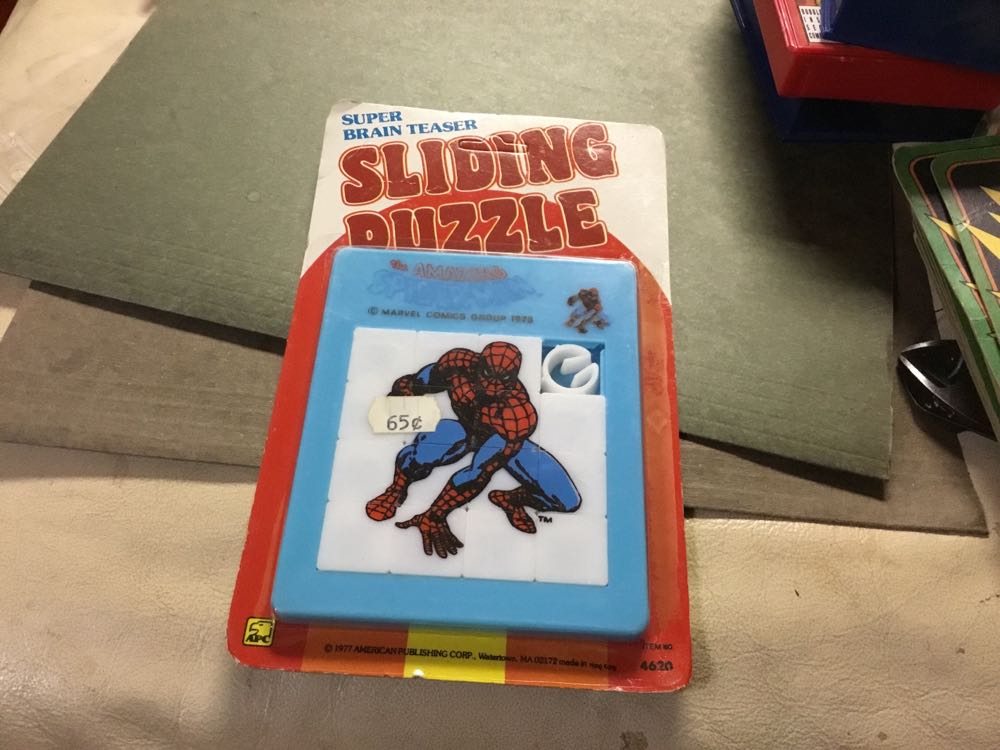 SUPER
BRAIN TEASER
SLIDING
PUZZLE
the AMAZING
SPIDER-MAN
© MARVEL COMICS GROUP 1978
65¢
TM
APC
© 1977 AMERICAN PUBLISHING CORP., Watertown, MA 02172 made in Hong Kong
ITEM NO.
4620